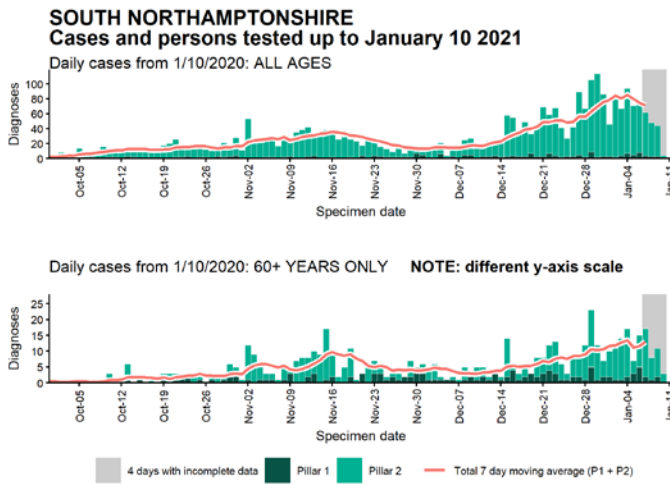 SOUTH NORTHAMPTONSHIRE
Cases and persons tested up to January 10 2021
Daily cases from 1/10/2020: ALL AGES
Diagnoses
100
80
60
40
20
0
Oct-05
Oct-12
Oct-19
Oct-26
Nov-02
Nov-09
Nov-16
Nov-23
Nov-30
Dec-07
Dec-14
Dec-21
Dec-28
Jan-04
Jan-11
Specimen date
Daily cases from 1/10/2020: 60+ YEARS ONLY NOTE: different y-axis scale
Diagnoses
25
20
15
10
5
0
Oct-05
Oct-12
Oct-19
Oct-26
Nov-02
Nov-09
Nov-16
Nov-23
Nov-30
Dec-07
Dec-14
Dec-21
Dec-28
Jan-04
Jan-11
Specimen date
4 days with incomplete data Pillar 1 Pillar 2 Total 7 day moving average (P1 + P2)